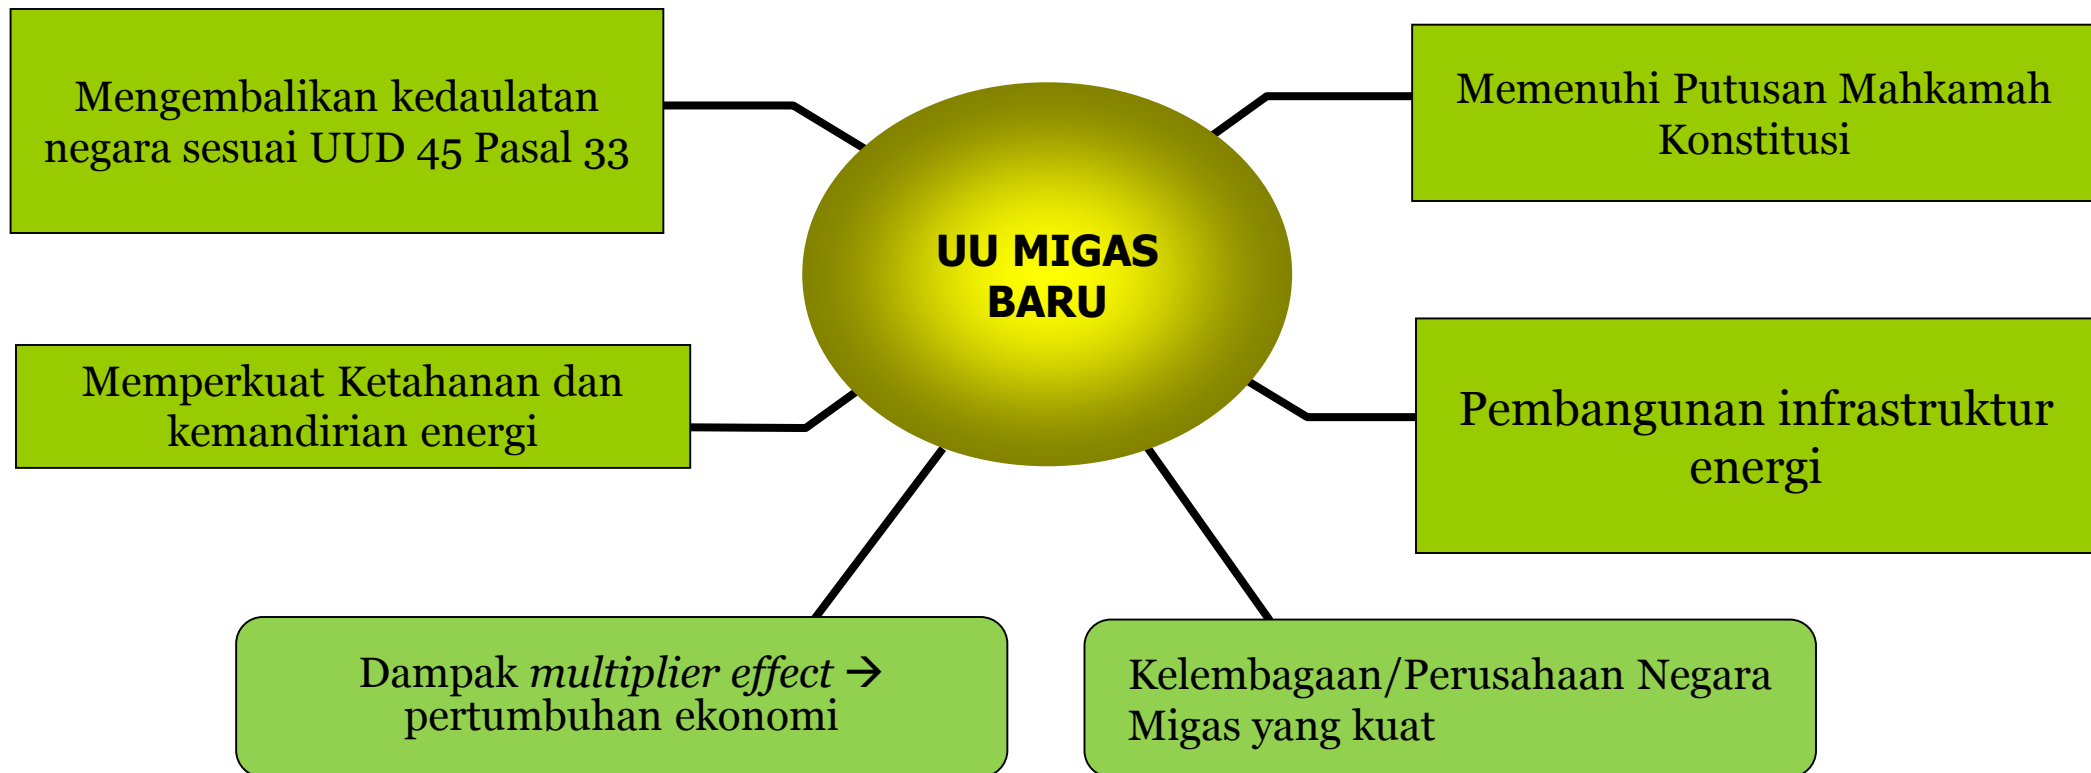 Mengembalikan kedaulatan
negara sesuai UUD 45 Pasal 33
Memenuhi Putusan Mahkamah
Konstitusi
UU MIGAS
BARU
Memperkuat Ketahanan dan
kemandirian energi
Pembangunan infrastruktur
energi
Dampak multiplier effect →
pertumbuhan ekonomi
Kelembagaan/Perusahaan Negara
Migas yang kuat